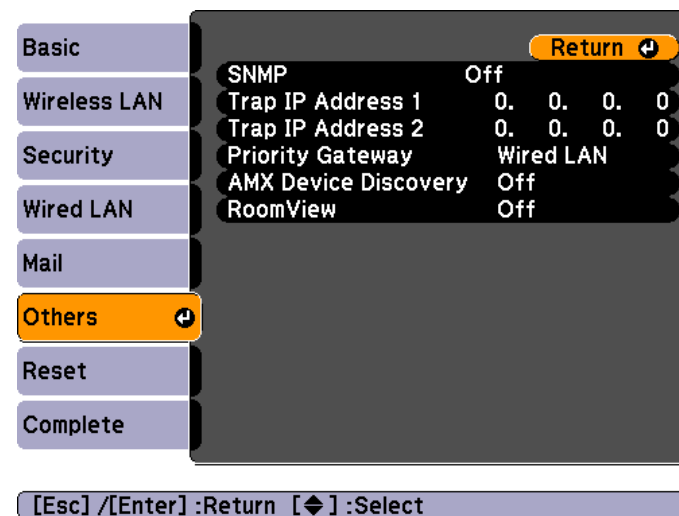 Basic
Wireless LAN
Security
Wired LAN
Mail
Others
Reset
Complete
Return
SNMP Off
Trap IP Address 1 0. 0. 0. 0
Trap IP Address 2 0. 0. 0. 0
Priority Gateway Wired LAN
AMX Device Discovery Off
RoomView Off
[Esc] /[Enter] :Return [◆] :Select